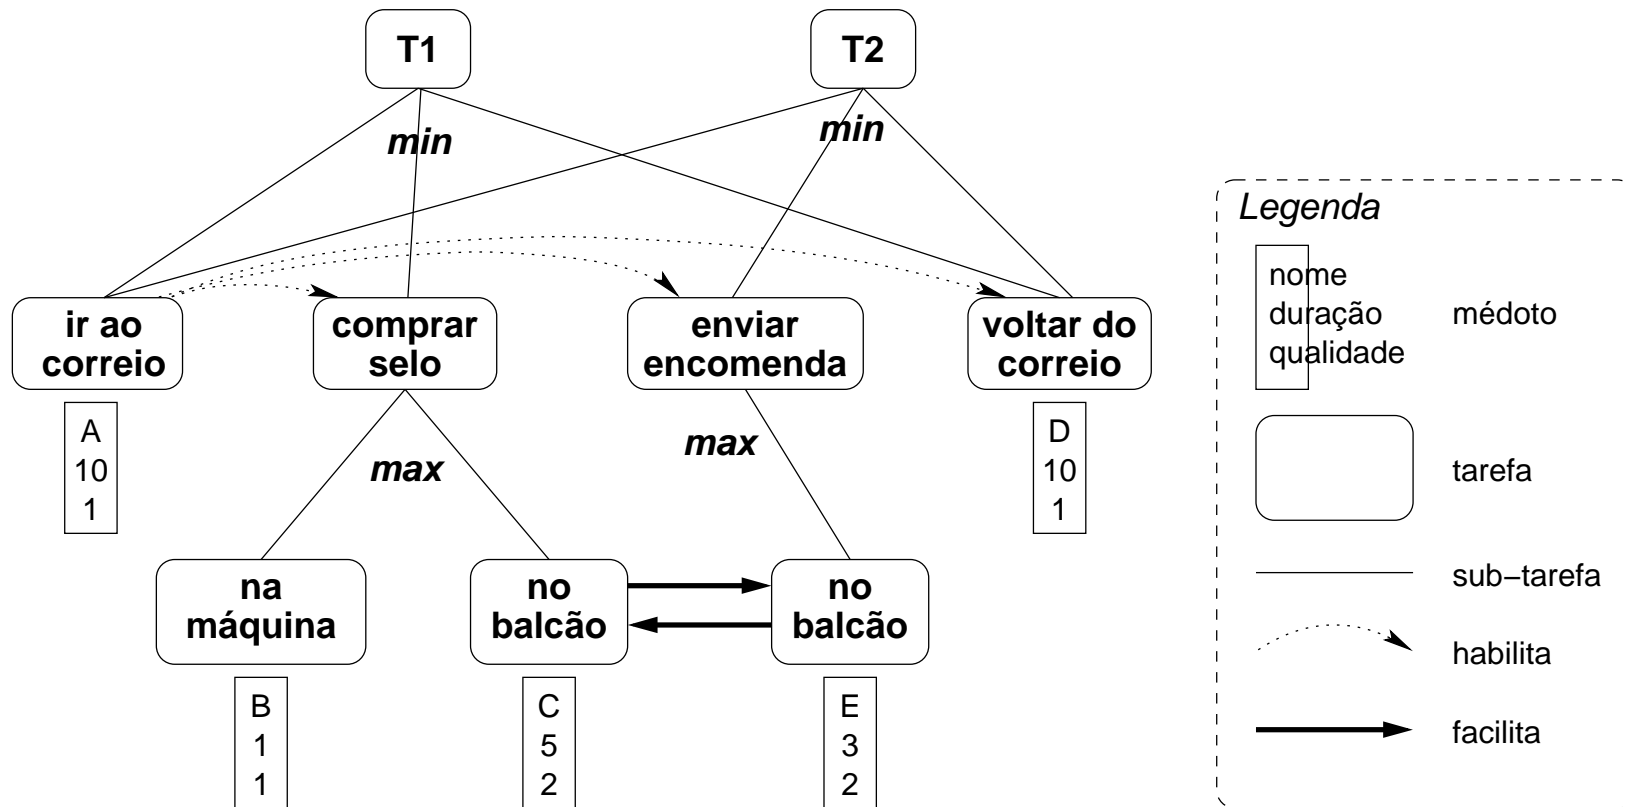 T1
T2
min
min
ir ao
correio
comprar
selo
enviar
encomenda
voltar do
correio
A
10
1
D
10
1
max
max
na
máquina
no
balcão
no
balcão
B
1
1
C
5
2
E
3
2
Legenda
nome
duração
qualidade
médoto
tarefa
sub-tarefa
habilita
facilita